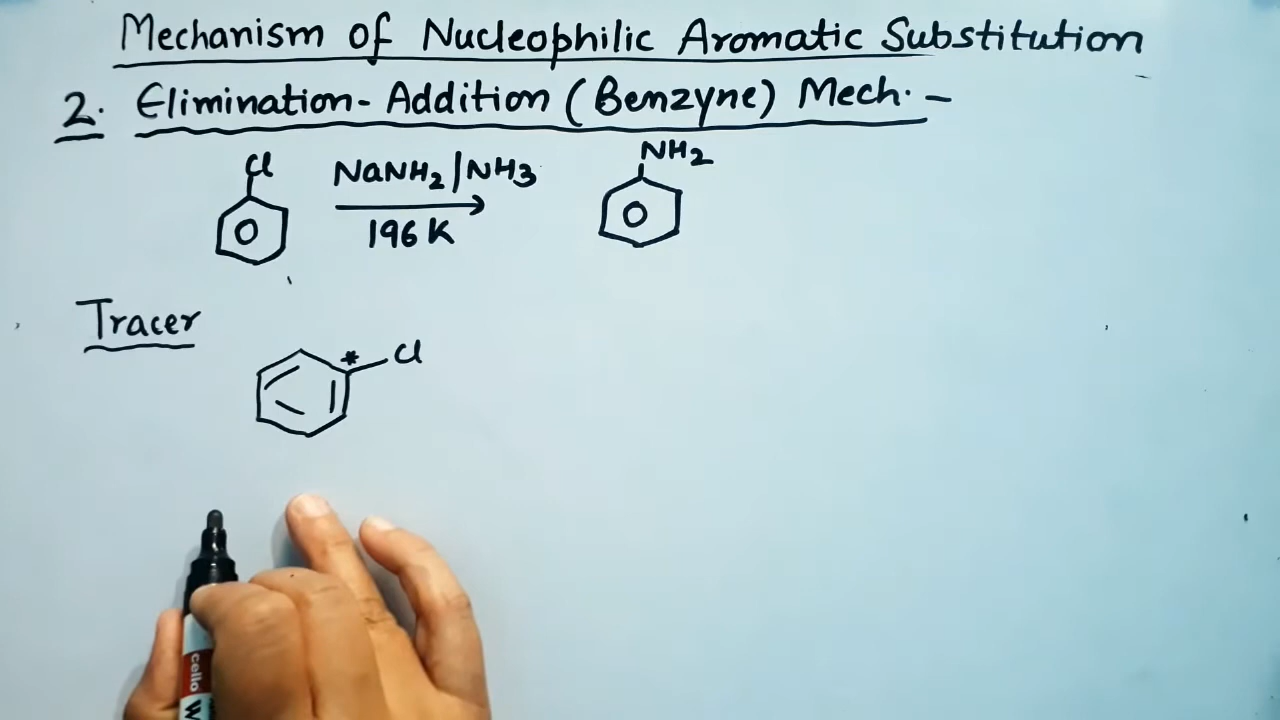 Mechanism of Nucleophilic Aromatic Substitution
2. Elimination-Addition (Benzyne) Mech. -
Cl NaNH2/NH3 NH2
196 K
Tracer
* Cl
cello W